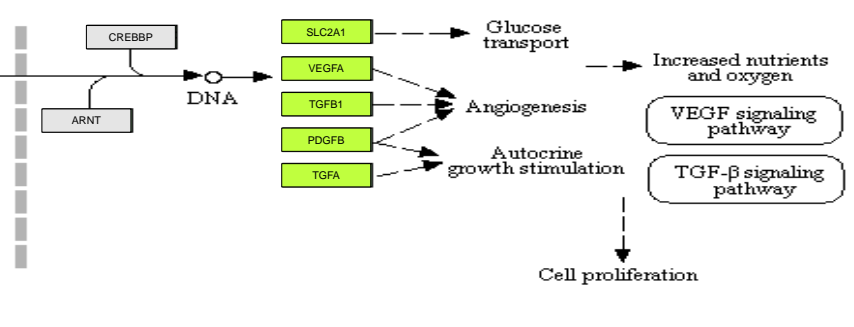 CREBBP
ARNT
DNA
SLC2A1
VEGFA
TGFB1
PDGFB
TGFA
Glucose
transport
Angiogenesis
Autocrine
growth stimulation
Increased nutrients
and oxygen
VEGF signaling
pathway
TGF-β signaling
pathway
Cell proliferation